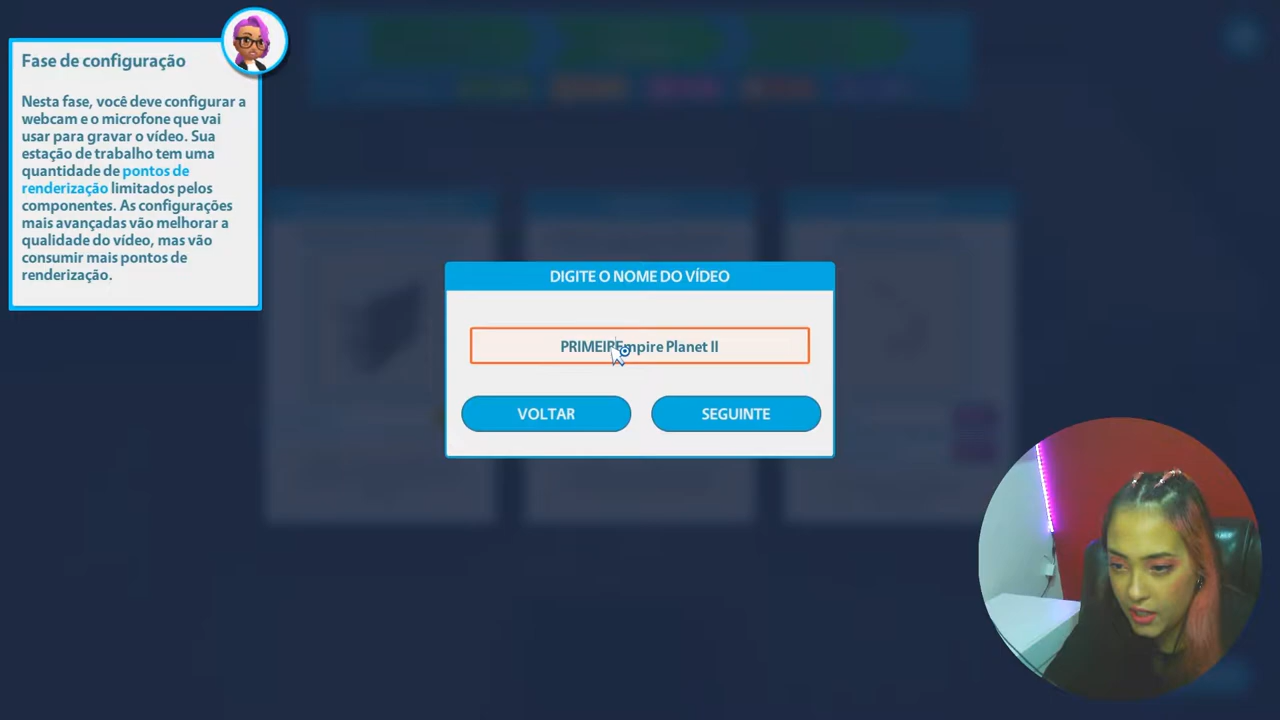 Fase de configuração
Nesta fase, você deve configurar a
webcam e o microfone que vai
usar para gravar o vídeo. Sua
estação de trabalho tem uma
quantidade de pontos de
renderização limitados pelos
componentes. As configurações
mais avançadas vão melhorar a
qualidade do vídeo, mas vão
consumir mais pontos de
renderização.
DIGITE O NOME DO VÍDEO
PRIMEIPEmpire Planet II
VOLTAR
SEGUINTE